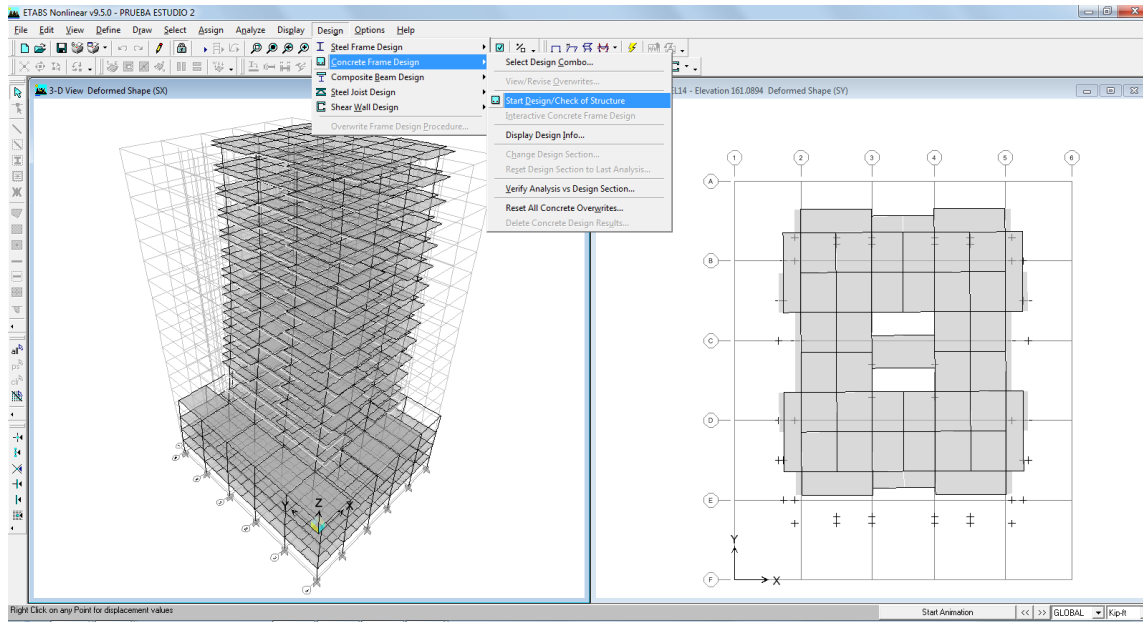 ETABS Nonlinear v9.5.0 - PRUEBA ESTUDIO 2
File Edit View Define Draw Select Assign Analyze Display Design Options Help
Steel Frame Design
Concrete Frame Design
Composite Beam Design
Steel Joist Design
Shear Wall Design
Overwrite Frame Design Procedure...
Select Design Combo...
View/Revise Overwrites...
Start Design/Check of Structure
Interactive Concrete Frame Design
Display Design Info...
Change Design Section...
Reset Design Section to Last Analysis...
Verify Analysis vs Design Section...
Reset All Concrete Overwrites...
Delete Concrete Design Results...
3-D View Deformed Shape (SX)
EL14 - Elevation 161.0894 Deformed Shape (SY)
all
ps
clr
Z
Y
X
1 2 3 4 5 6
A
B
C
D
E
F
Y
X
Right Click on any Point for displacement values
Start Animation
<< >>
GLOBAL
Kip-ft